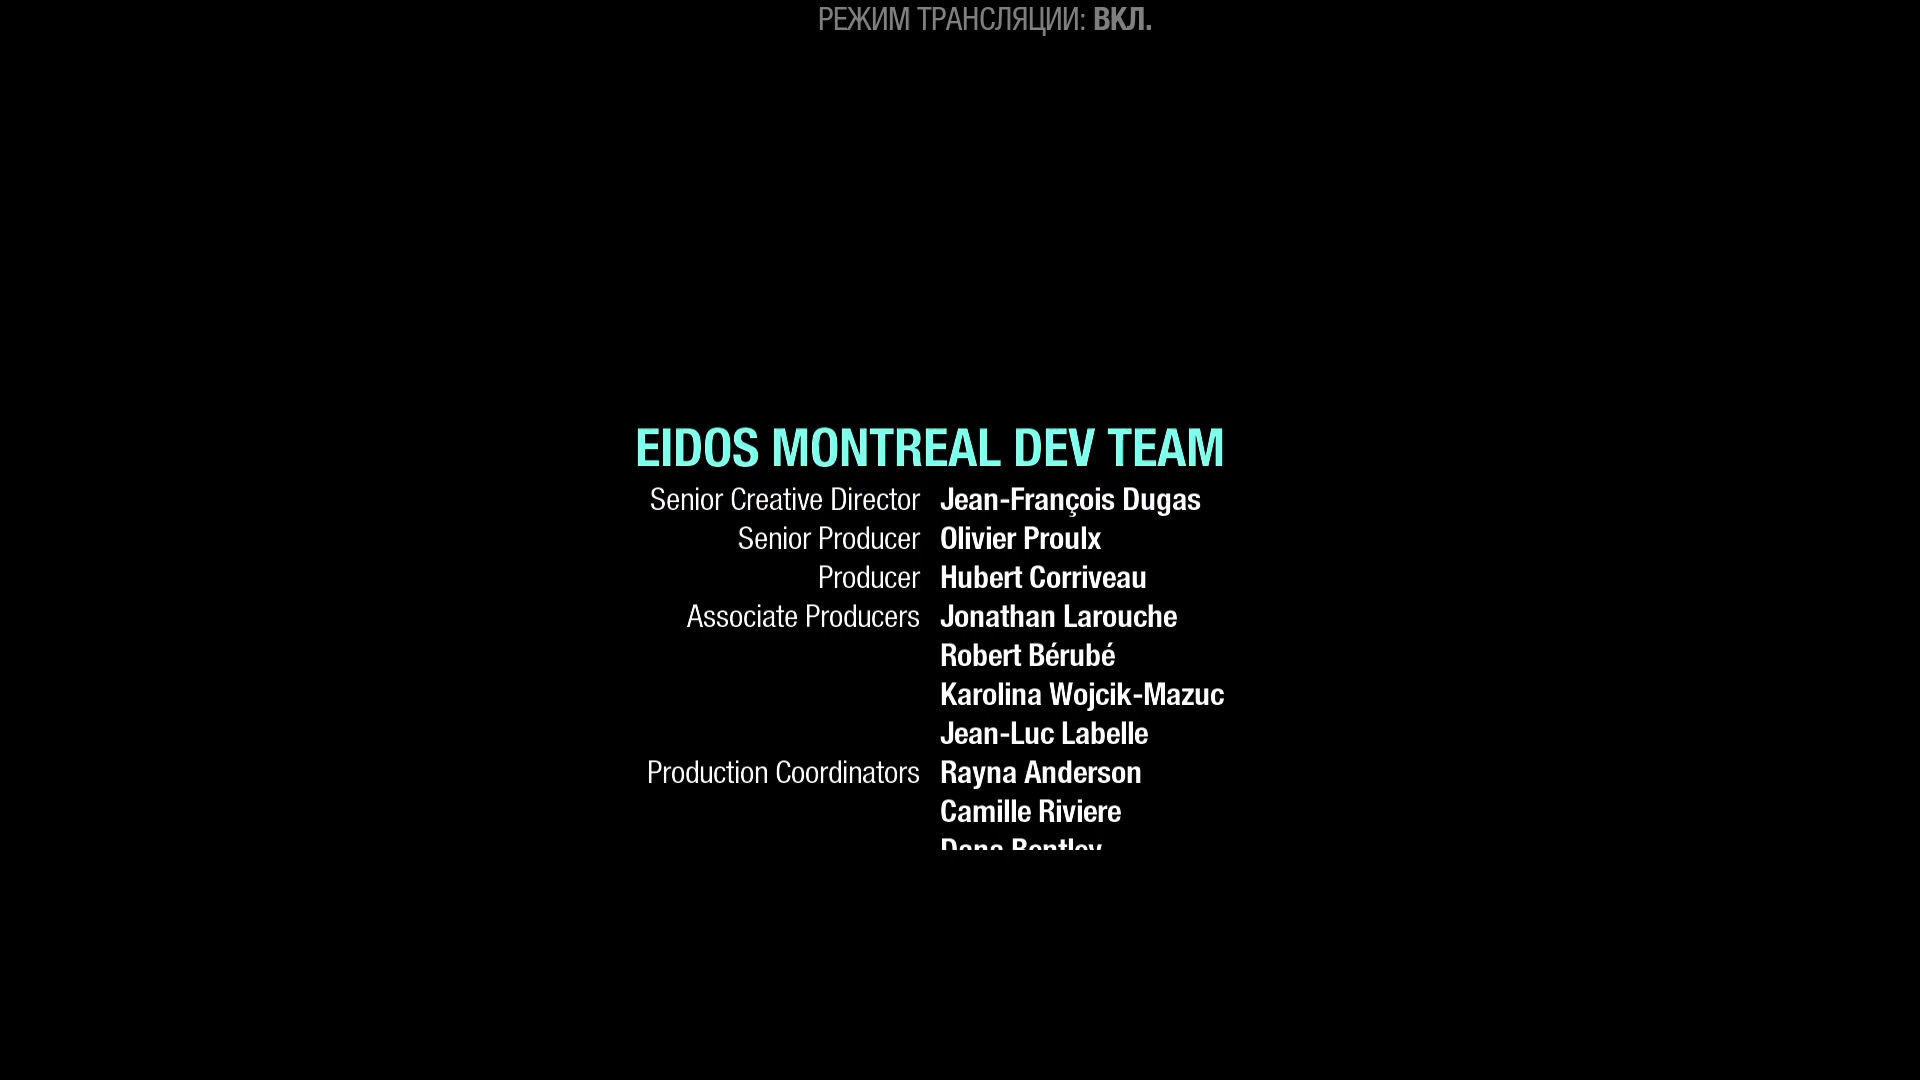 РЕЖИМ ТРАНСЛЯЦИИ: ВКЛ.
EIDOS MONTREAL DEV TEAM
Senior Creative Director Jean-François Dugas
Senior Producer Olivier Proulx
Producer Hubert Corriveau
Associate Producers Jonathan Larouche
Robert Bérubé
Karolina Wojcik-Mazuc
Jean-Luc Labelle
Production Coordinators Rayna Anderson
Camille Riviere